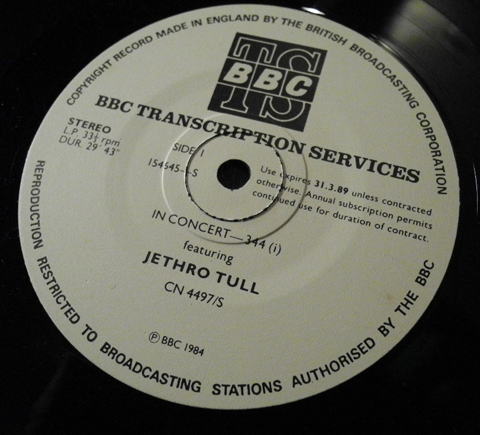 COPYRIGHT RECORD MADE IN ENGLAND BY THE BRITISH BROADCASTING CORPORATION
TS
BBC
BBC TRANSCRIPTION SERVICES
STEREO
L.P. 33⅓ rpm
DUR. 29' 43"
SIDE 1
154645-1-S
Use expires 31.3.89 unless contracted
otherwise. Annual subscription permits
continued use for duration of contract.
IN CONCERT—344 (i)
featuring
JETHRO TULL
CN 4497/S
Ⓟ BBC 1984
REPRODUCTION RESTRICTED TO BROADCASTING STATIONS AUTHORISED BY THE BBC